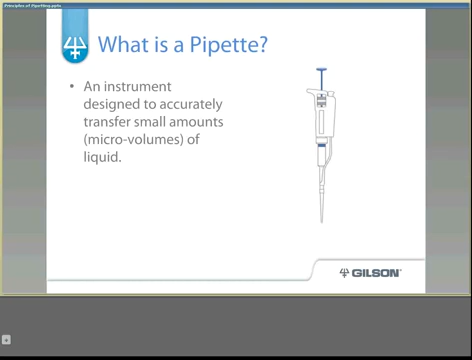 Principles of Pipetting.pptx
What is a Pipette?
• An instrument
designed to accurately
transfer small amounts
(micro-volumes) of
liquid.
GILSON